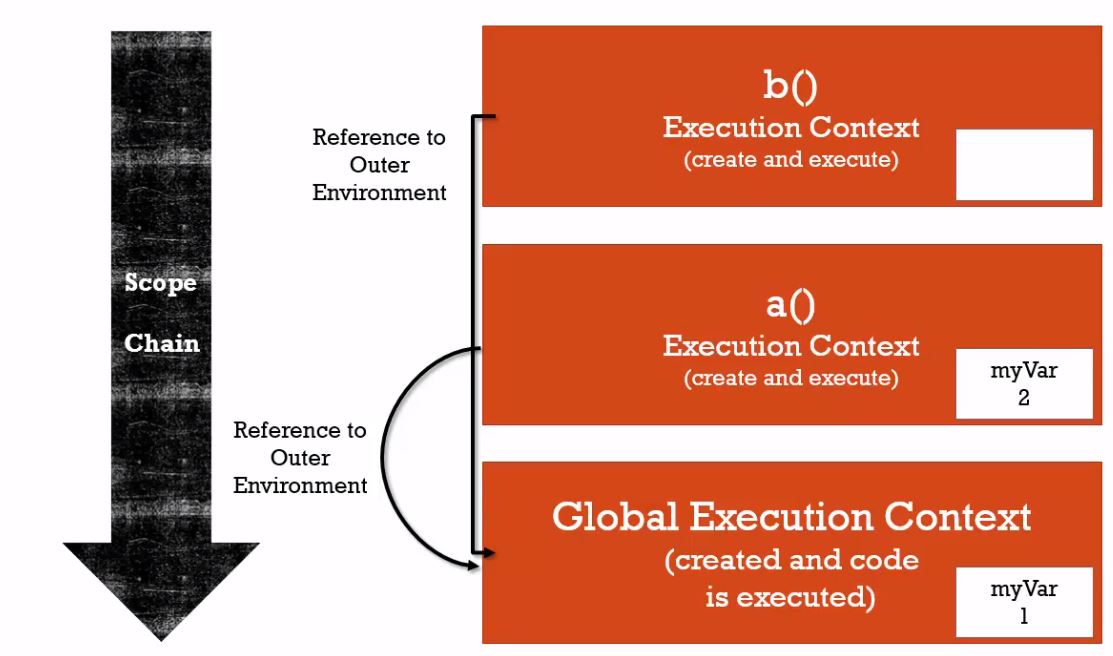 b()
Execution Context
(create and execute)
Reference to
Outer
Environment
Scope
Chain
a()
Execution Context
(create and execute)
myVar
2
Reference to
Outer
Environment
Global Execution Context
(created and code
is executed)
myVar
1